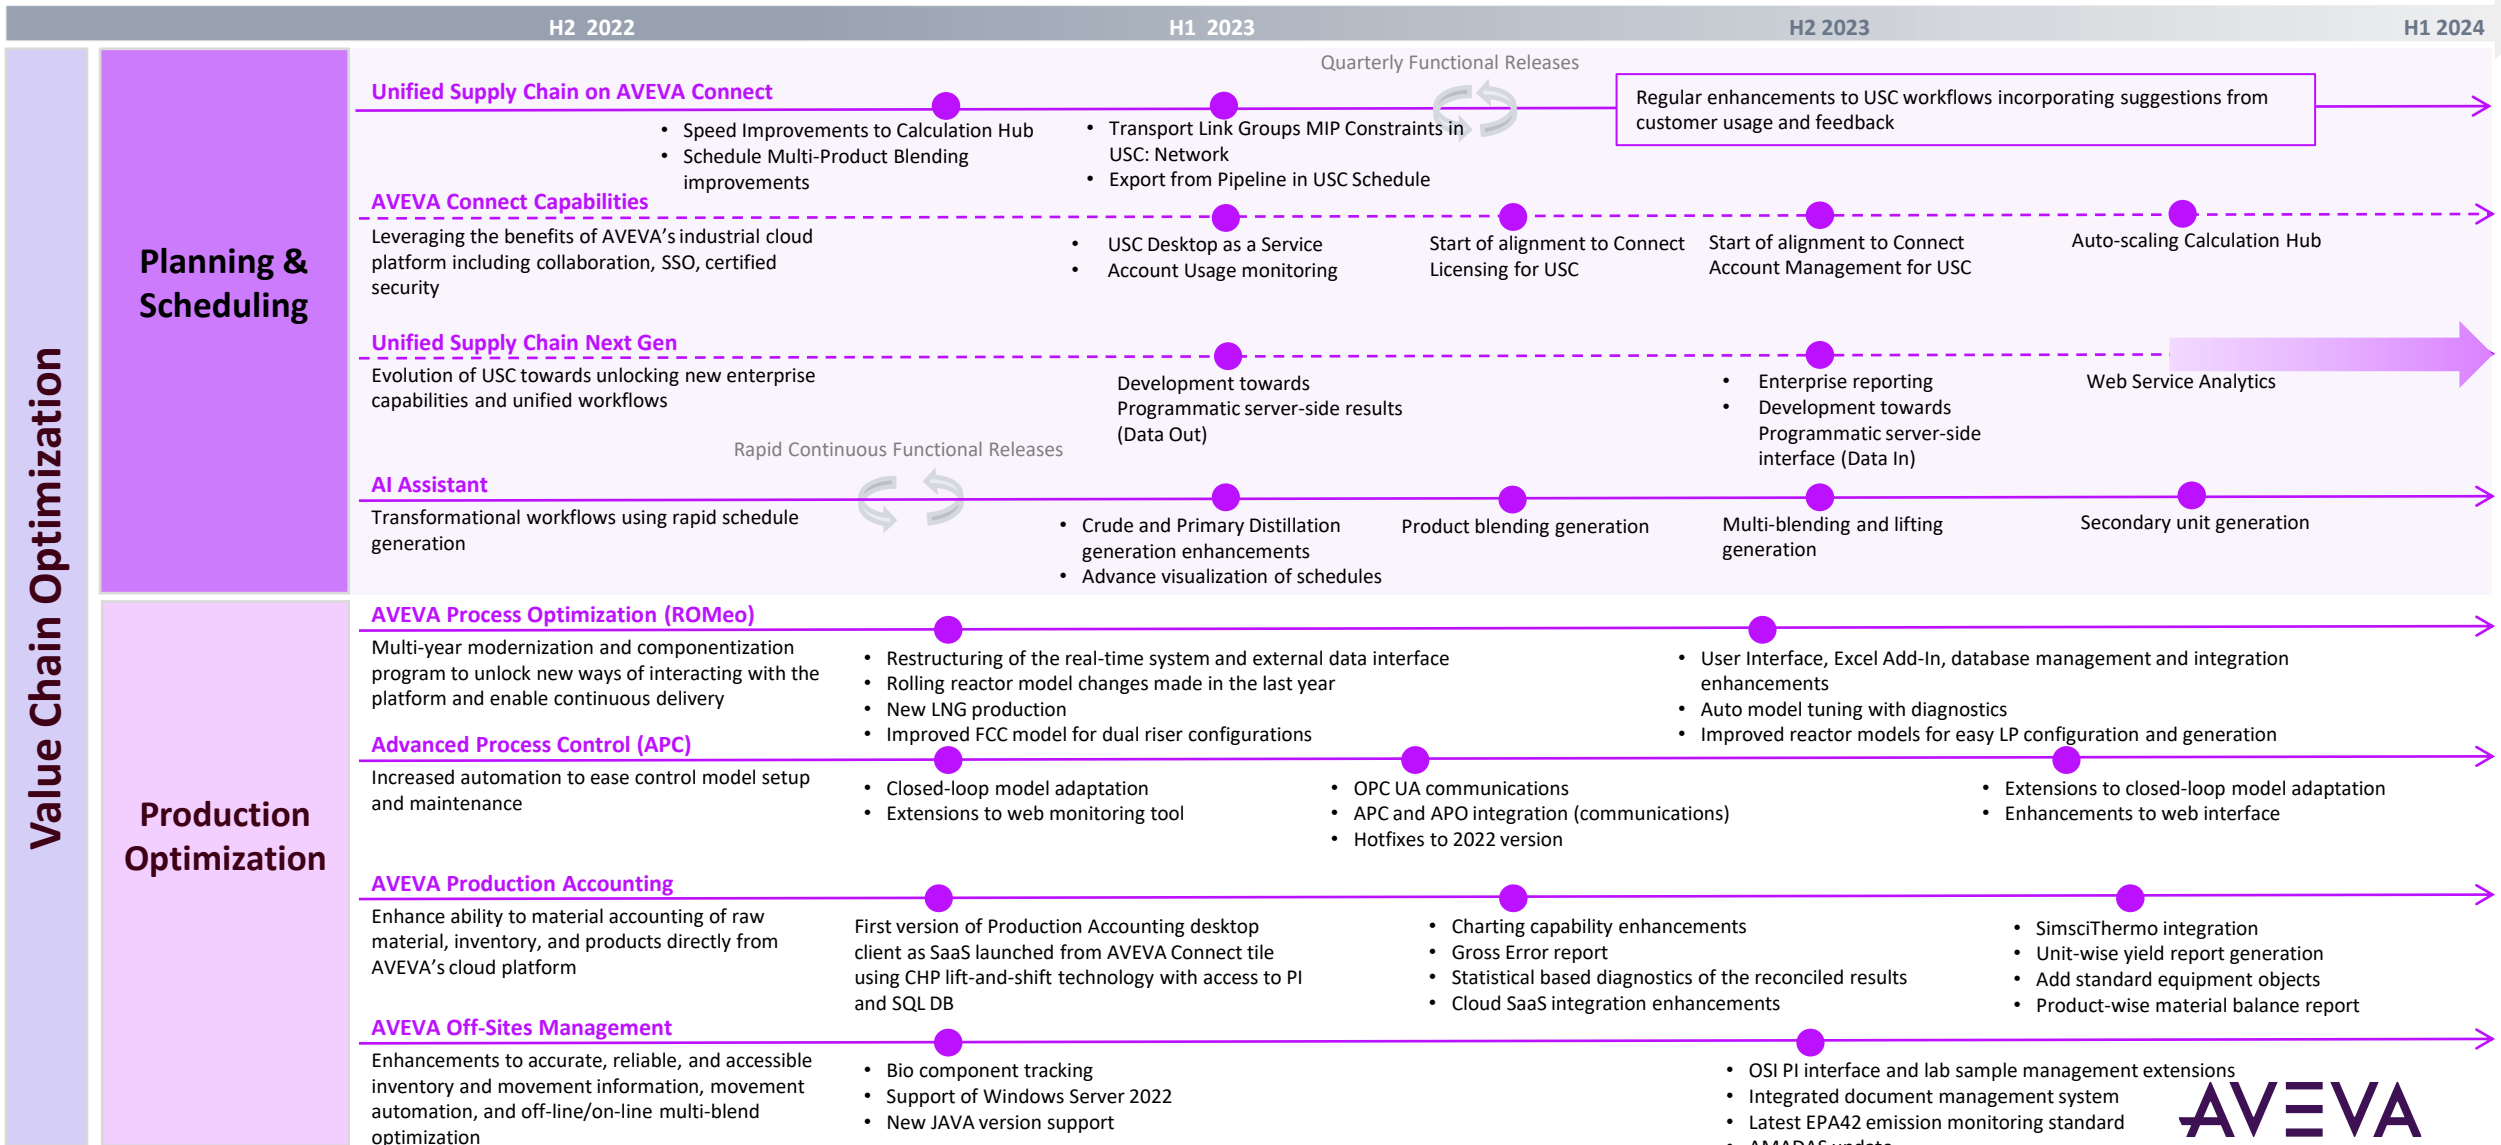 H2 2022
H1 2023
H2 2023
H1 2024
Value Chain Optimization
Planning &
Scheduling
Quarterly Functional Releases
Unified Supply Chain on AVEVA Connect
• Speed Improvements to Calculation Hub
• Schedule Multi-Product Blending
improvements
• Transport Link Groups MIP Constraints in
USC: Network
• Export from Pipeline in USC Schedule
Regular enhancements to USC workflows incorporating suggestions from
customer usage and feedback
AVEVA Connect Capabilities
Leveraging the benefits of AVEVA's industrial cloud
platform including collaboration, SSO, certified
security
• USC Desktop as a Service
• Account Usage monitoring
Start of alignment to Connect
Licensing for USC
Start of alignment to Connect
Account Management for USC
Auto-scaling Calculation Hub
Unified Supply Chain Next Gen
Evolution of USC towards unlocking new enterprise
capabilities and unified workflows
Development towards
Programmatic server-side results
(Data Out)
• Enterprise reporting
• Development towards
Programmatic server-side
interface (Data In)
Web Service Analytics
Rapid Continuous Functional Releases
AI Assistant
Transformational workflows using rapid schedule
generation
• Crude and Primary Distillation
generation enhancements
• Advance visualization of schedules
Product blending generation
Multi-blending and lifting
generation
Secondary unit generation
Production
Optimization
AVEVA Process Optimization (ROMeo)
Multi-year modernization and componentization
program to unlock new ways of interacting with the
platform and enable continuous delivery
• Restructuring of the real-time system and external data interface
• Rolling reactor model changes made in the last year
• New LNG production
• Improved FCC model for dual riser configurations
• User Interface, Excel Add-In, database management and integration
enhancements
• Auto model tuning with diagnostics
• Improved reactor models for easy LP configuration and generation
Advanced Process Control (APC)
Increased automation to ease control model setup
and maintenance
• Closed-loop model adaptation
• Extensions to web monitoring tool
• OPC UA communications
• APC and APO integration (communications)
• Hotfixes to 2022 version
• Extensions to closed-loop model adaptation
• Enhancements to web interface
AVEVA Production Accounting
Enhance ability to material accounting of raw
material, inventory, and products directly from
AVEVA's cloud platform
First version of Production Accounting desktop
client as SaaS launched from AVEVA Connect tile
using CHP lift-and-shift technology with access to PI
and SQL DB
• Charting capability enhancements
• Gross Error report
• Statistical based diagnostics of the reconciled results
• Cloud SaaS integration enhancements
• SimsciThermo integration
• Unit-wise yield report generation
• Add standard equipment objects
• Product-wise material balance report
AVEVA Off-Sites Management
Enhancements to accurate, reliable, and accessible
inventory and movement information, movement
automation, and off-line/on-line multi-blend
optimization
• Bio component tracking
• Support of Windows Server 2022
• New JAVA version support
• OSI PI interface and lab sample management extensions
• Integrated document management system
• Latest EPA42 emission monitoring standard
• AMADAS update
AVEVA